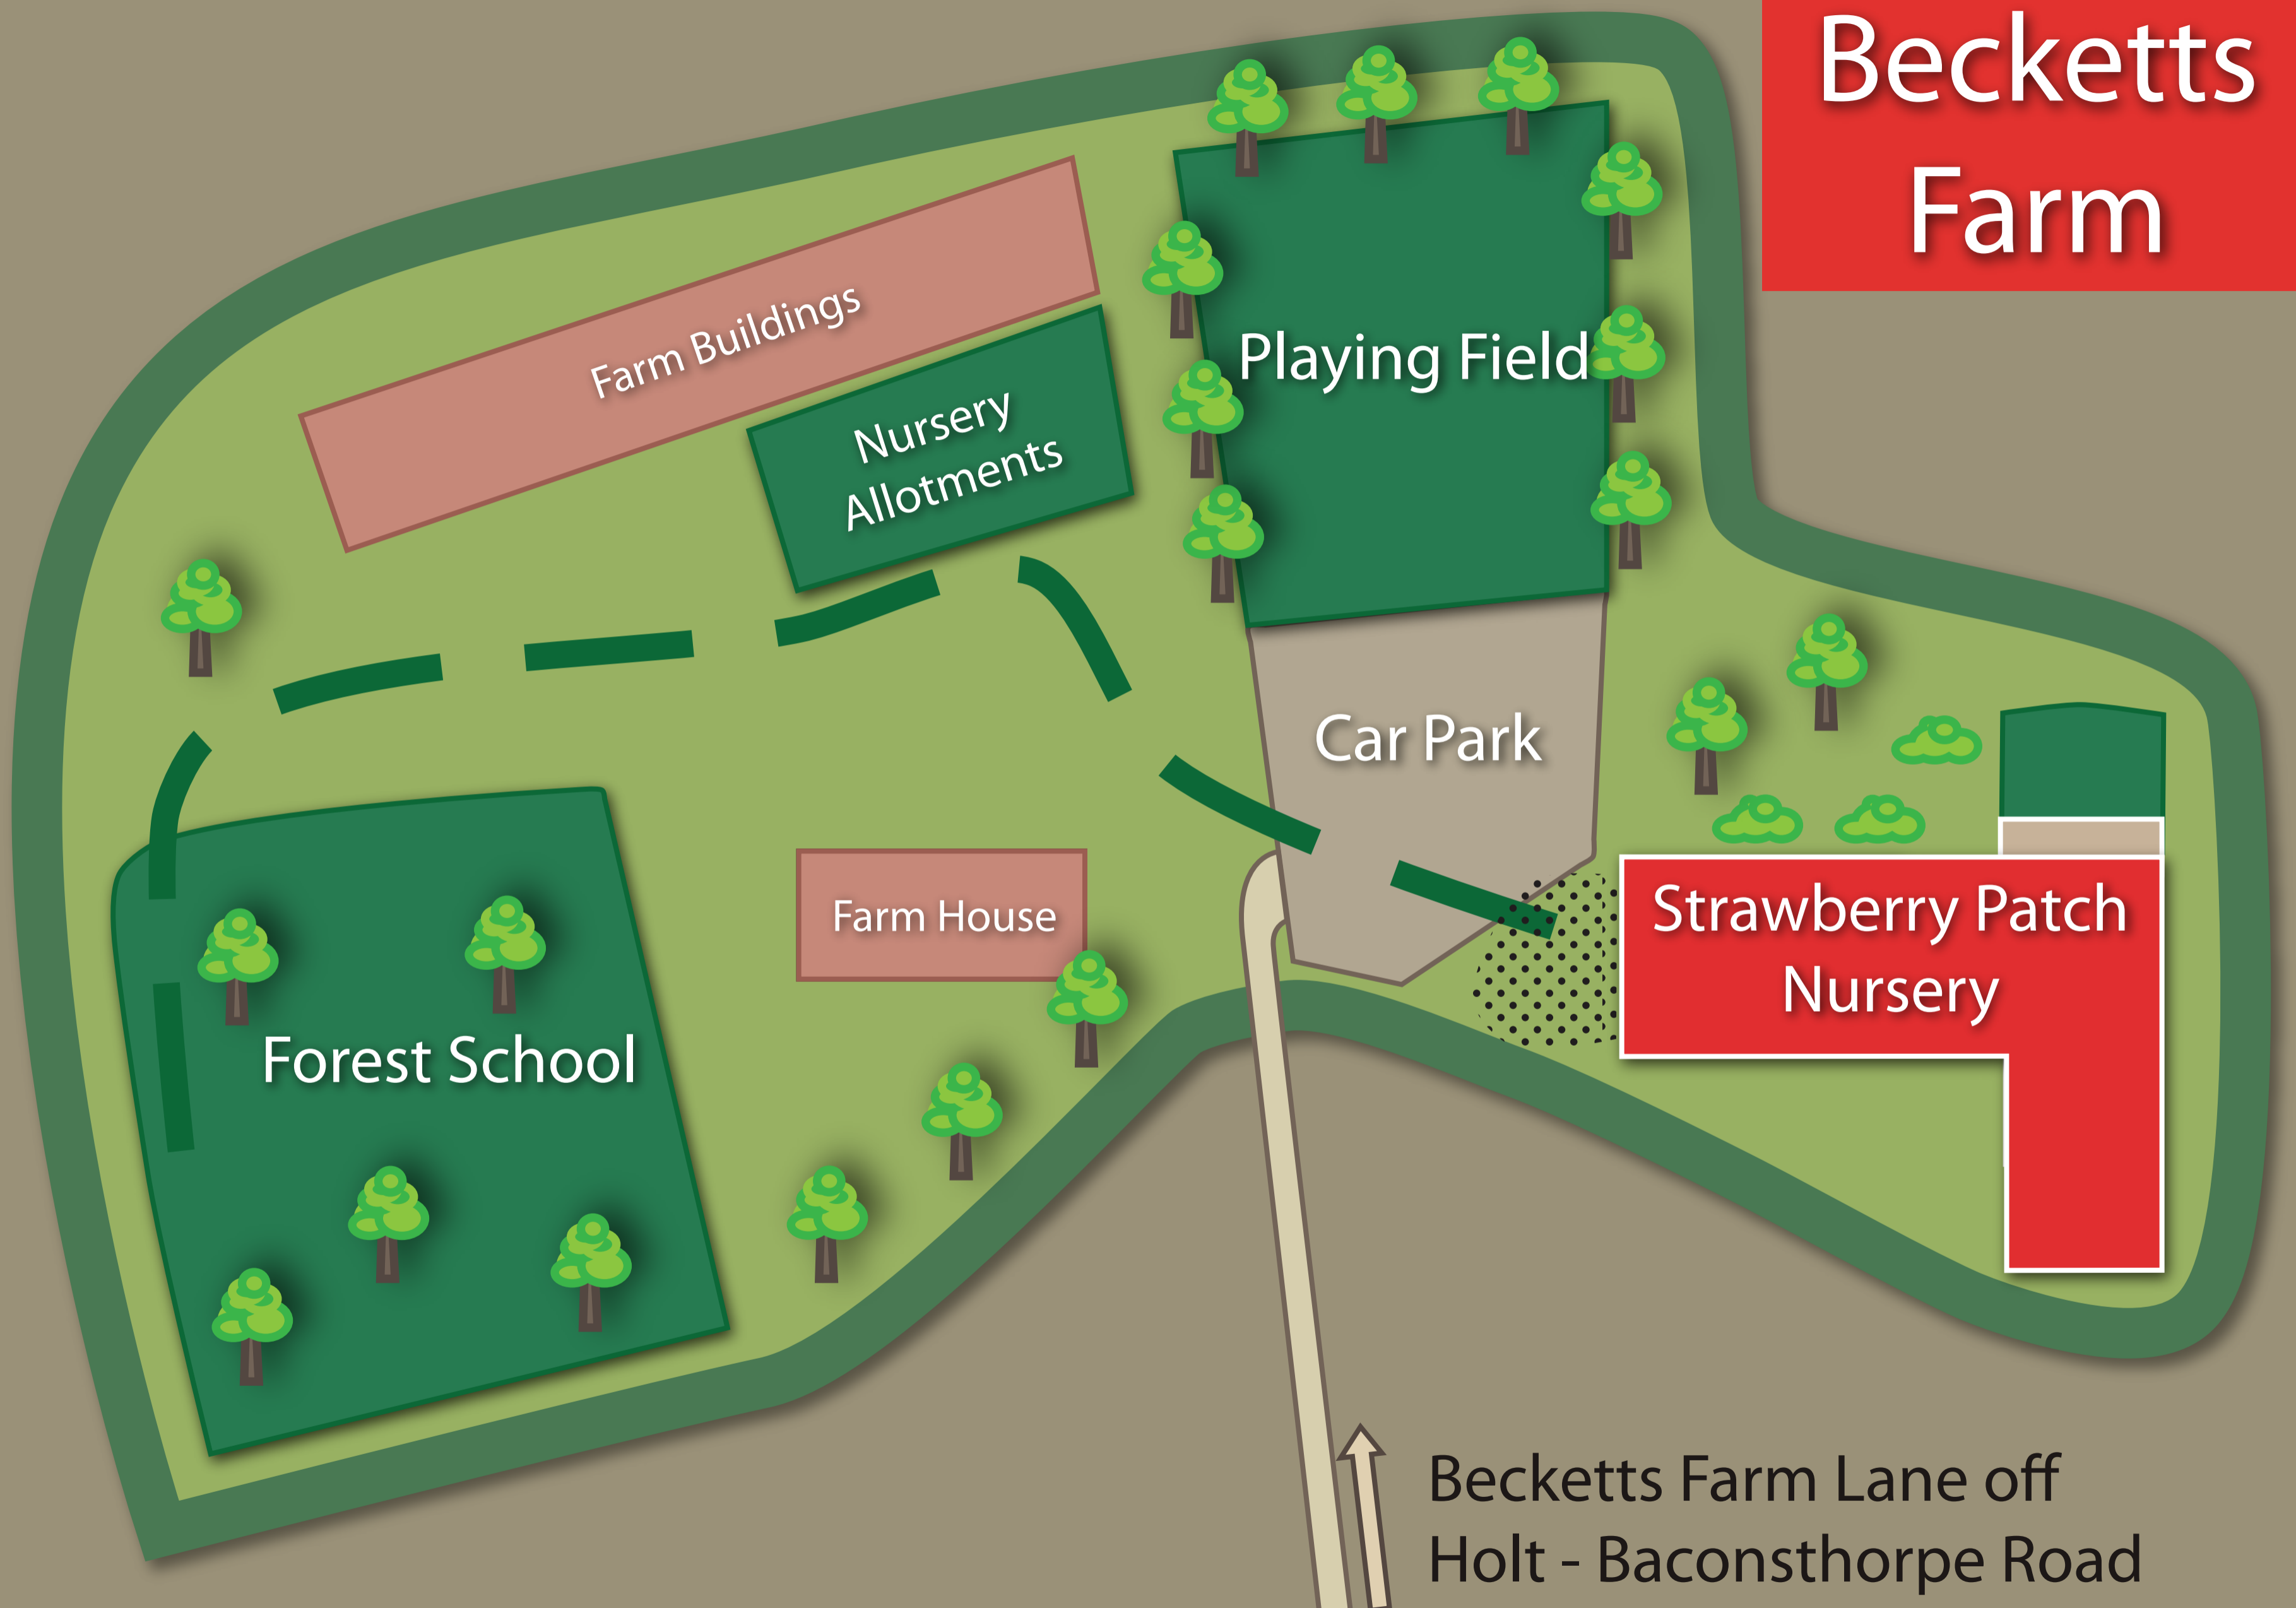 Becketts
Farm
Farm Buildings
Nursery
Allotments
Playing Field
Car Park
Farm House
Strawberry Patch
Nursery
Forest School
Becketts Farm Lane off
Holt - Baconsthorpe Road